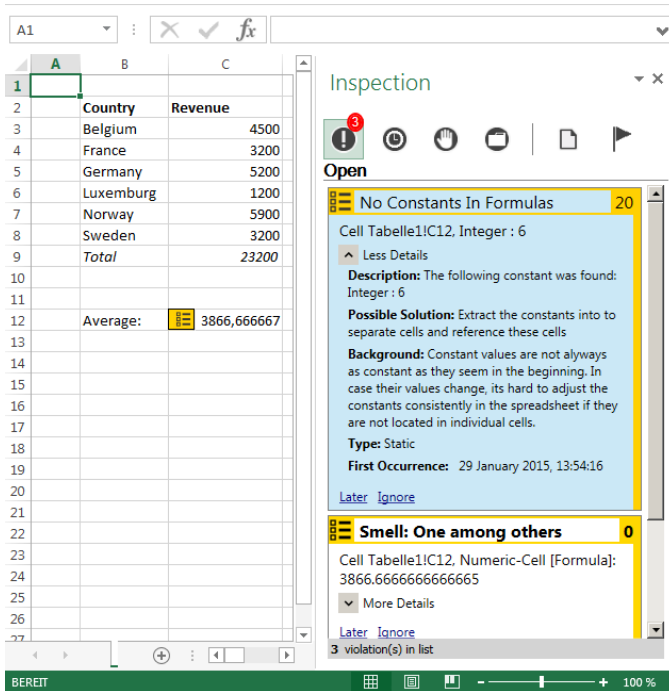 A1 fx
Inspection
A B C
1
2 Country Revenue
3 Belgium 4500
4 France 3200
5 Germany 5200
6 Luxemburg 1200
7 Norway 5900
8 Sweden 3200
9 Total 23200
10
11
12 Average: 3866,666667
13
14
15
16
17
18
19
20
21
22
23
24
25
26
27
3
Open
No Constants In Formulas 20
Cell Tabelle1!C12, Integer : 6
Less Details
Description: The following constant was found:
Integer : 6
Possible Solution: Extract the constants into to
separate cells and reference these cells
Background: Constant values are not alyways
as constant as they seem in the beginning. In
case their values change, its hard to adjust the
constants consistently in the spreadsheet if they
are not located in individual cells.
Type: Static
First Occurrence: 29 January 2015, 13:54:16
Later Ignore
Smell: One among others 0
Cell Tabelle1!C12, Numeric-Cell [Formula]:
3866.6666666666665
More Details
Later Ignore
3 violation(s) in list
BEREIT 100 %